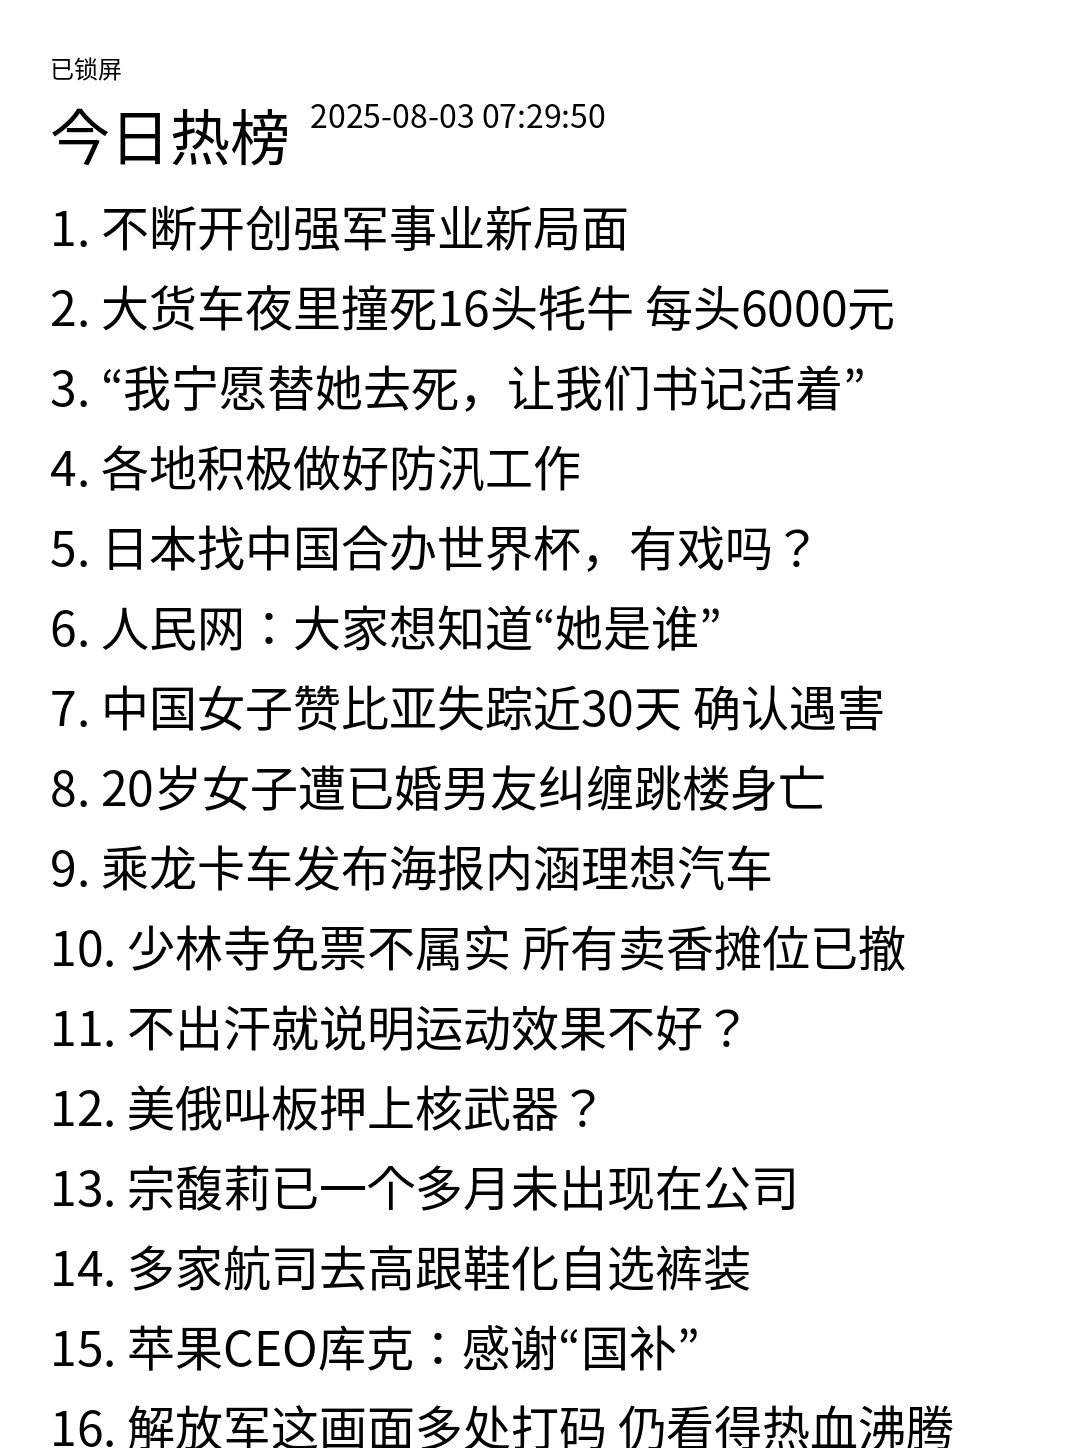 已锁屏
今日热榜 2025-08-03 07:29:50
1. 不断开创强军事业新局面
2. 大货车夜里撞死16头牦牛 每头6000元
3. “我宁愿替她去死，让我们书记活着”
4. 各地积极做好防汛工作
5. 日本找中国合办世界杯，有戏吗？
6. 人民网：大家想知道“她是谁”
7. 中国女子赞比亚失踪近30天 确认遇害
8. 20岁女子遭已婚男友纠缠跳楼身亡
9. 乘龙卡车发布海报内涵理想汽车
10. 少林寺免票不属实 所有卖香摊位已撤
11. 不出汗就说明运动效果不好？
12. 美俄叫板押上核武器？
13. 宗馥莉已一个多月未出现在公司
14. 多家航司去高跟鞋化自选裤装
15. 苹果CEO库克：感谢“国补”
16. 解放军这画面多处打码 仍看得热血沸腾